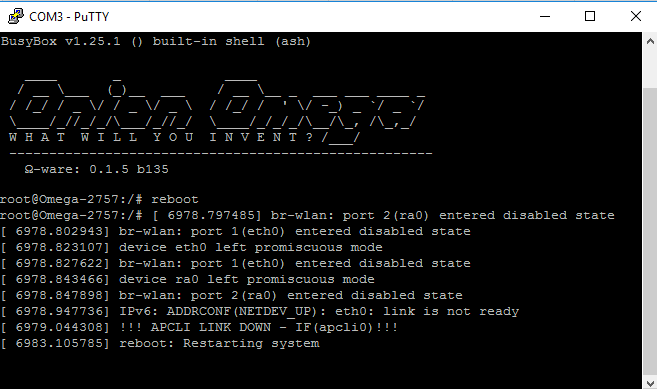 COM3 - PuTTY
BusyBox v1.25.1 () built-in shell (ash)
Onion Omega
W H A T  W I L L  Y O U  I N V E N T ?
Ω-ware: 0.1.5 b135
root@Omega-2757:/# reboot
root@Omega-2757:/# [ 6978.797485] br-wlan: port 2(ra0) entered disabled state
[ 6978.802943] br-wlan: port 1(eth0) entered disabled state
[ 6978.823107] device eth0 left promiscuous mode
[ 6978.827622] br-wlan: port 1(eth0) entered disabled state
[ 6978.843466] device ra0 left promiscuous mode
[ 6978.847898] br-wlan: port 2(ra0) entered disabled state
[ 6978.947736] IPv6: ADDRCONF(NETDEV_UP): eth0: link is not ready
[ 6979.044308] !!! APCLI LINK DOWN - IF(apcli0)!!!
[ 6983.105785] reboot: Restarting system